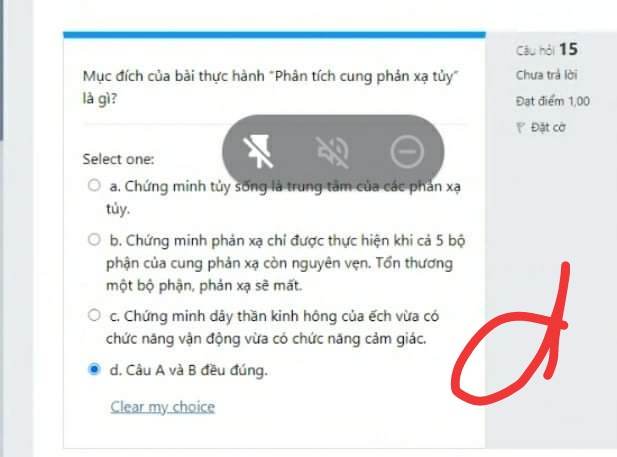 Câu hỏi 15
Chưa trả lời
Đạt điểm 1,00
Đặt cờ
Mục đích của bài thực hành "Phân tích cung phản xạ tủy"
là gì?
Select one:
a. Chứng minh tủy sống là trung tâm của các phản xạ
tủy.
b. Chứng minh phản xạ chỉ được thực hiện khi cả 5 bộ
phận của cung phản xạ còn nguyên vẹn. Tổn thương
một bộ phận, phản xạ sẽ mất.
c. Chứng minh dây thần kinh hông của ếch vừa có
chức năng vận động vừa có chức năng cảm giác.
d. Câu A và B đều đúng.
Clear my choice
d